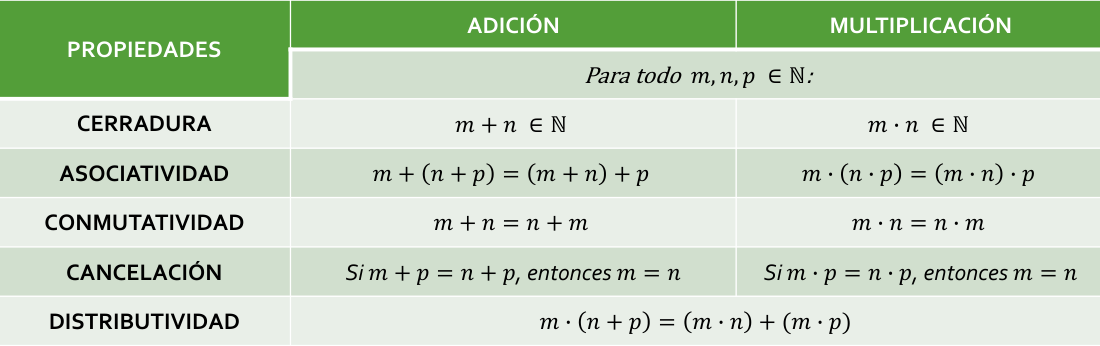 PROPIEDADES
ADICIÓN
MULTIPLICACIÓN
Para todo m, n, p ∈ ℕ:
CERRADURA
m + n ∈ ℕ
m · n ∈ ℕ
ASOCIATIVIDAD
m + (n + p) = (m + n) + p
m · (n · p) = (m · n) · p
CONMUTATIVIDAD
m + n = n + m
m · n = n · m
CANCELACIÓN
Si m + p = n + p, entonces m = n
Si m · p = n · p, entonces m = n
DISTRIBUTIVIDAD
m · (n + p) = (m · n) + (m · p)